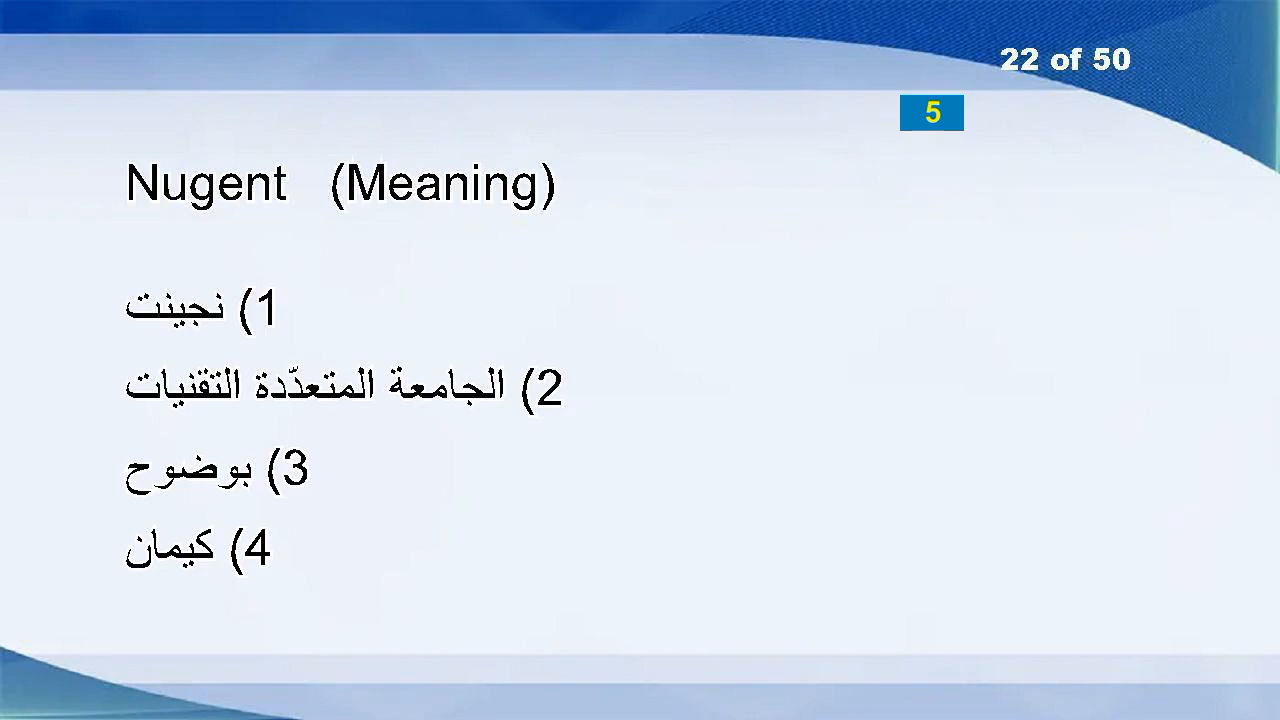 22 of 50
5
Nugent (Meaning)
1) نجينت
2) الجامعة المتعدّدة التقنيات
3) بوضوح
4) كيمان